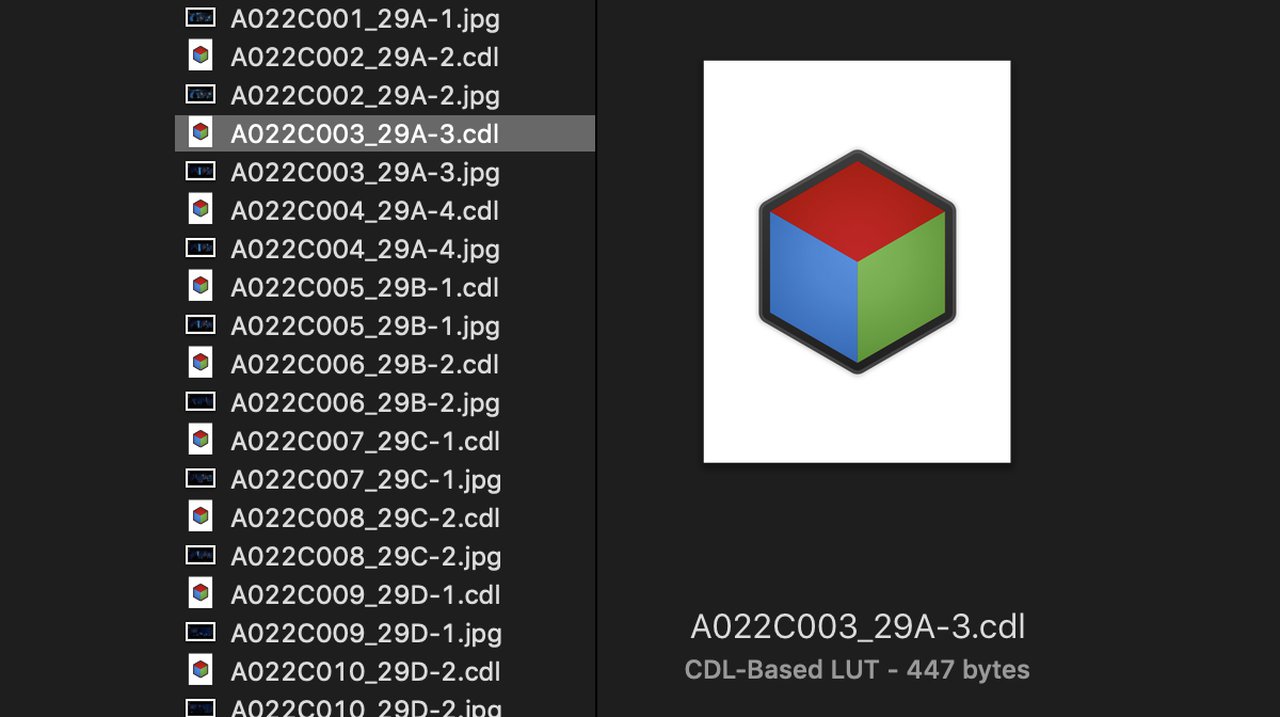 A022C001_29A-1.jpg
A022C002_29A-2.cdl
A022C002_29A-2.jpg
A022C003_29A-3.cdl
A022C003_29A-3.jpg
A022C004_29A-4.cdl
A022C004_29A-4.jpg
A022C005_29B-1.cdl
A022C005_29B-1.jpg
A022C006_29B-2.cdl
A022C006_29B-2.jpg
A022C007_29C-1.cdl
A022C007_29C-1.jpg
A022C008_29C-2.cdl
A022C008_29C-2.jpg
A022C009_29D-1.cdl
A022C009_29D-1.jpg
A022C010_29D-2.cdl
A022C010_29D-2.jpg
A022C003_29A-3.cdl
CDL-Based LUT - 447 bytes